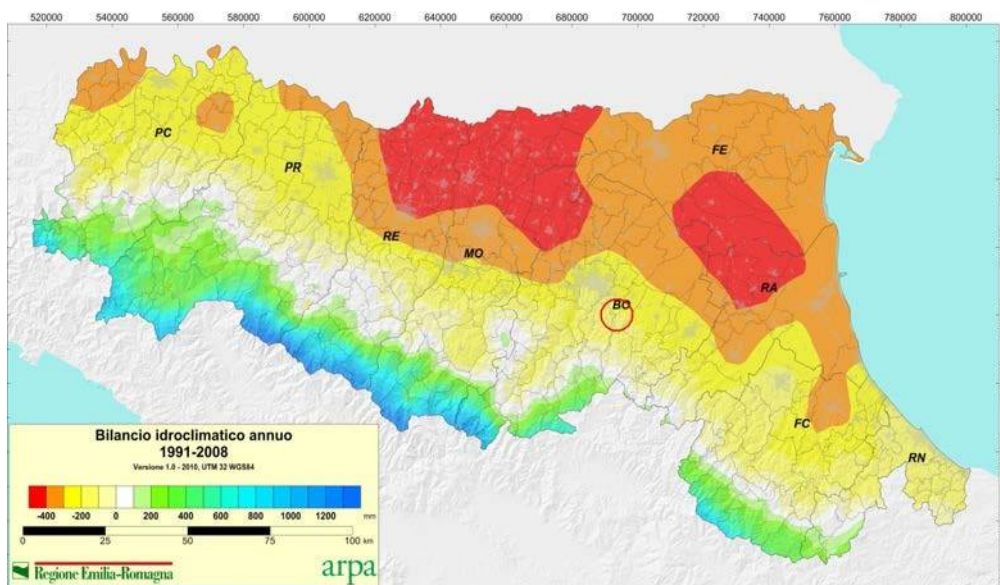 520000 540000 560000 580000 600000 620000 640000 660000 680000 700000 720000 740000 760000 780000 800000
PC
FE
PR
RE
MO
RA
BO
FC
RN
Bilancio idroclimatico annuo
1991-2008
Versione 1.0 - 2010, UTM 32 WGS84
-400 -200 0 200 400 600 800 1000 1200 mm
0 25 50 75 100 km
Regione Emilia-Romagna arpa